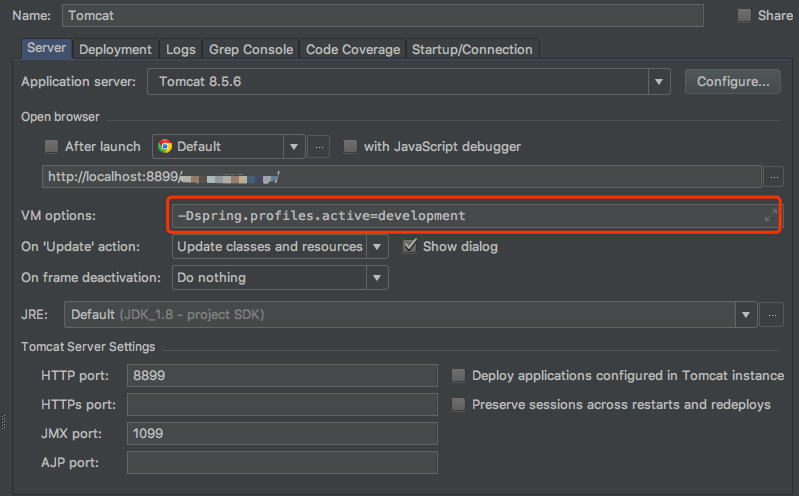 Name: Tomcat Share
Server Deployment Logs Grep Console Code Coverage Startup/Connection
Application server: Tomcat 8.5.6 Configure...
Open browser
After launch Default ... with JavaScript debugger
http://localhost:8899/ / ...
VM options: -Dspring.profiles.active=development
On 'Update' action: Update classes and resources Show dialog
On frame deactivation: Do nothing
JRE: Default (JDK_1.8 - project SDK) ...
Tomcat Server Settings
HTTP port: 8899 Deploy applications configured in Tomcat instance
HTTPs port: Preserve sessions across restarts and redeploys
JMX port: 1099
AJP port: